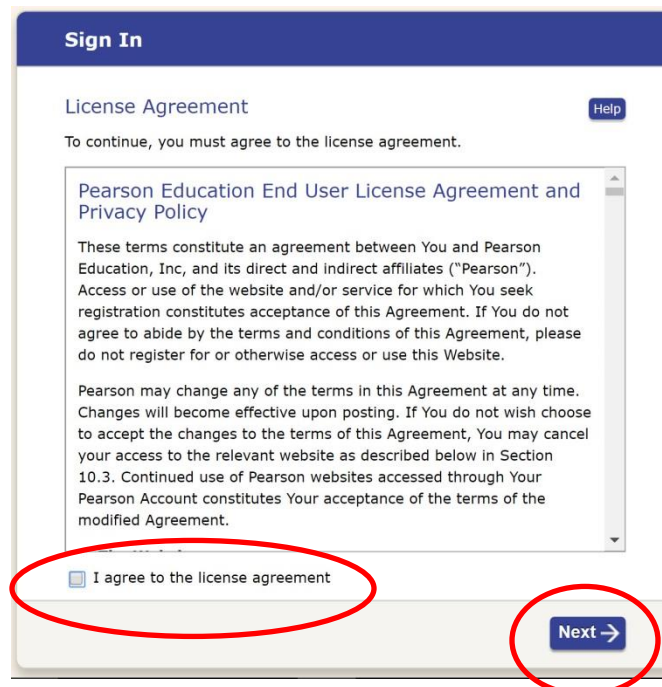 Sign In
License Agreement
Help
To continue, you must agree to the license agreement.
Pearson Education End User License Agreement and
Privacy Policy
These terms constitute an agreement between You and Pearson
Education, Inc, and its direct and indirect affiliates (“Pearson”).
Access or use of the website and/or service for which You seek
registration constitutes acceptance of this Agreement. If You do not
agree to abide by the terms and conditions of this Agreement, please
do not register for or otherwise access or use this Website.
Pearson may change any of the terms in this Agreement at any time.
Changes will become effective upon posting. If You do not wish choose
to accept the changes to the terms of this Agreement, You may cancel
your access to the relevant website as described below in Section
10.3. Continued use of Pearson websites accessed through Your
Pearson Account constitutes Your acceptance of the terms of the
modified Agreement.
I agree to the license agreement
Next →